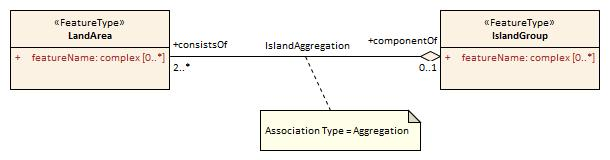 «FeatureType»
LandArea
+ featureName: complex [0..*]
+consistsOf
2..*
IslandAggregation
+componentOf
0..1
«FeatureType»
IslandGroup
+ featureName: complex [0..*]
Association Type = Aggregation